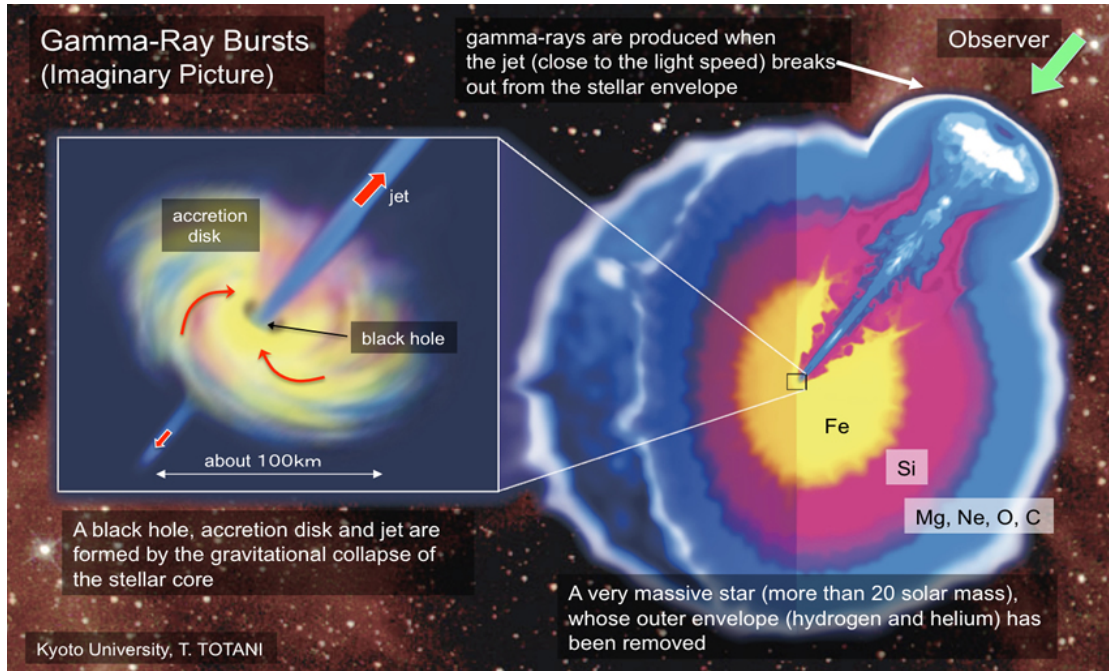 Gamma-Ray Bursts
(Imaginary Picture)
gamma-rays are produced when
the jet (close to the light speed) breaks
out from the stellar envelope
Observer
jet
accretion
disk
black hole
about 100km
Fe
Si
Mg, Ne, O, C
A black hole, accretion disk and jet are
formed by the gravitational collapse of
the stellar core
A very massive star (more than 20 solar mass),
whose outer envelope (hydrogen and helium) has
been removed
Kyoto University, T. TOTANI